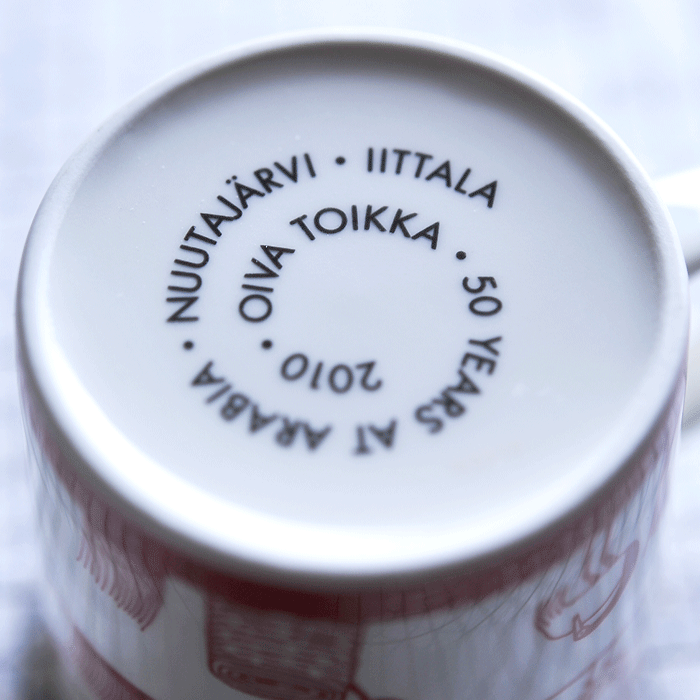 50 YEARS AT ARABIA • NUUTAJÄRVI • IITTALA •
OIVA TOIKKA
• 2010